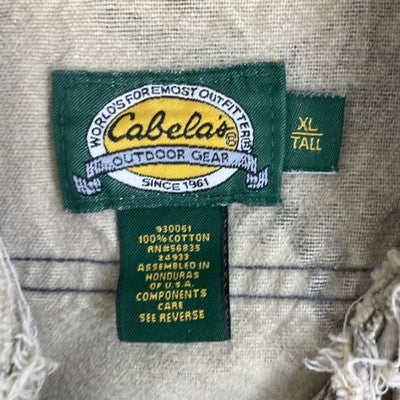 WORLD'S FOREMOST OUTFITTER®
Cabela's®
OUTDOOR GEAR
SINCE 1961
XL
TALL
930061
100% COTTON
RN#56835
24933
ASSEMBLED IN
HONDURAS
OF U.S.A.
COMPONENTS
CARE
SEE REVERSE